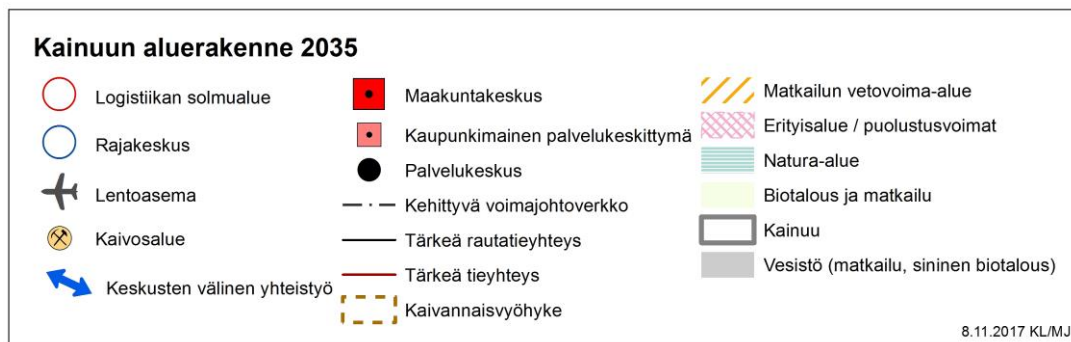 Kainuun aluerakenne 2035
Logistiikan solmualue
Rajakeskus
Lentoasema
Kaivosalue
Keskusten välinen yhteistyö
Maakuntakeskus
Kaupunkimainen palvelukeskittymä
Palvelukeskus
Kehittyvä voimajohtoverkko
Tärkeä rautatieyhteys
Tärkeä tieyhteys
Kaivannaisvyöhyke
Matkailun vetovoima-alue
Erityisalue / puolustusvoimat
Natura-alue
Biotalous ja matkailu
Kainuu
Vesistö (matkailu, sininen biotalous)
8.11.2017 KL/MJ